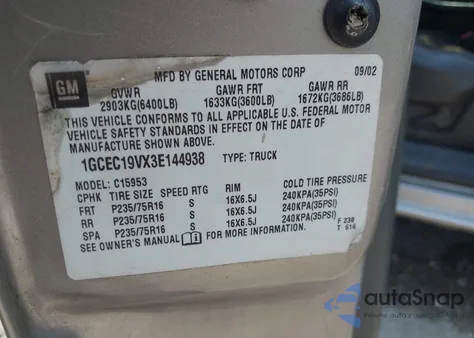 GM
MFD BY GENERAL MOTORS CORP 09/02
GVWR GAWR FRT GAWR RR
2903KG(6400LB) 1633KG(3600LB) 1672KG(3686LB)
THIS VEHICLE CONFORMS TO ALL APPLICABLE U.S. FEDERAL MOTOR
VEHICLE SAFETY STANDARDS IN EFFECT ON THE DATE OF
MANUFACTURE SHOWN ABOVE.
1GCEC19VX3E144938 TYPE: TRUCK
MODEL: C15953
CPHK TIRE SIZE SPEED RTG RIM COLD TIRE PRESSURE
FRT P235/75R16 S 16X6.5J 240KPA(35PSI)
RR P235/75R16 S 16X6.5J 240KPA(35PSI)
SPA P235/75R16 S 16X6.5J 240KPA(35PSI)
SEE OWNER'S MANUAL FOR MORE INFORMATION.
F 238
T 516
autoSnap